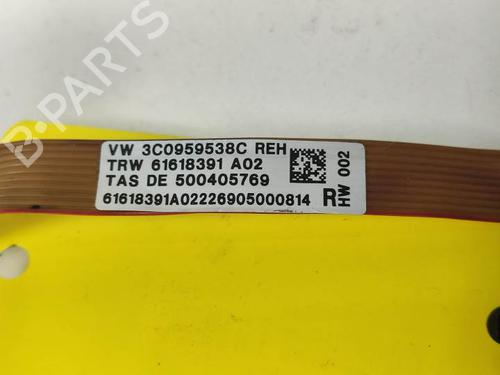 VW 3C0959538C REH
TRW 61618391 A02
TAS DE 500405769
61618391A02226905000814 R
HW 002
B-PARTS